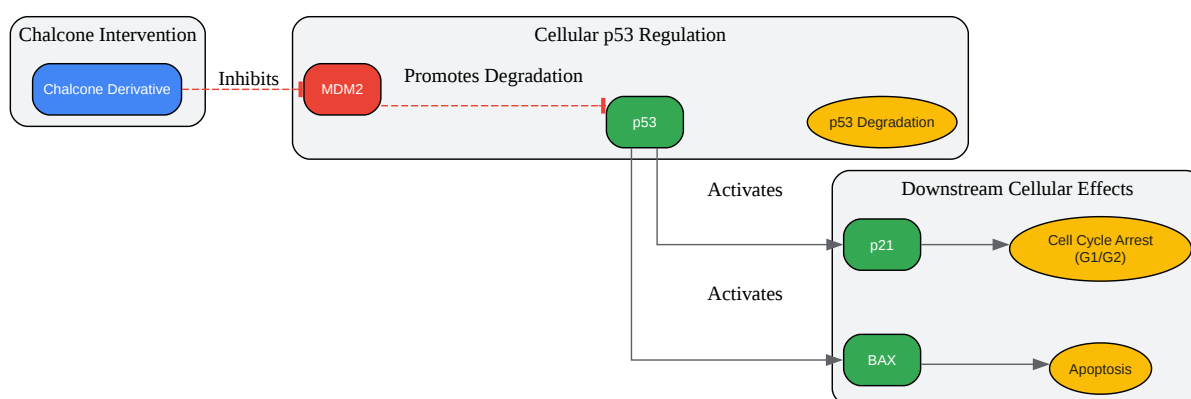 Chalcone Intervention
Cellular p53 Regulation
Chalcone Derivative
Inhibits
MDM2
Promotes Degradation
p53
p53 Degradation
Activates
Downstream Cellular Effects
p21
Cell Cycle Arrest
(G1/G2)
Activates
BAX
Apoptosis